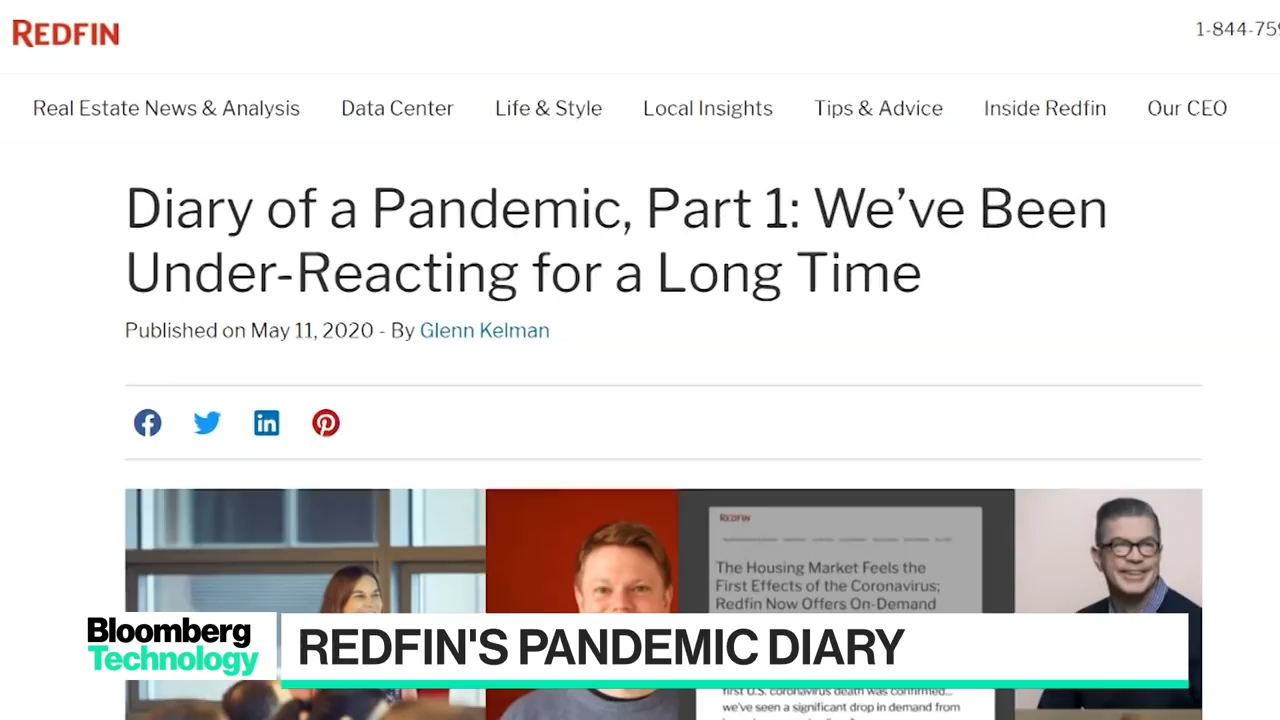 REDFIN
1-844-759
Real Estate News & Analysis Data Center Life & Style Local Insights Tips & Advice Inside Redfin Our CEO
Diary of a Pandemic, Part 1: We’ve Been
Under-Reacting for a Long Time
Published on May 11, 2020 - By Glenn Kelman
REDFIN
The Housing Market Feels the
First Effects of the Coronavirus;
Redfin Now Offers On-Demand
Bloomberg
Technology
REDFIN'S PANDEMIC DIARY
first U.S. coronavirus death was confirmed...
we’ve seen a significant drop in demand from